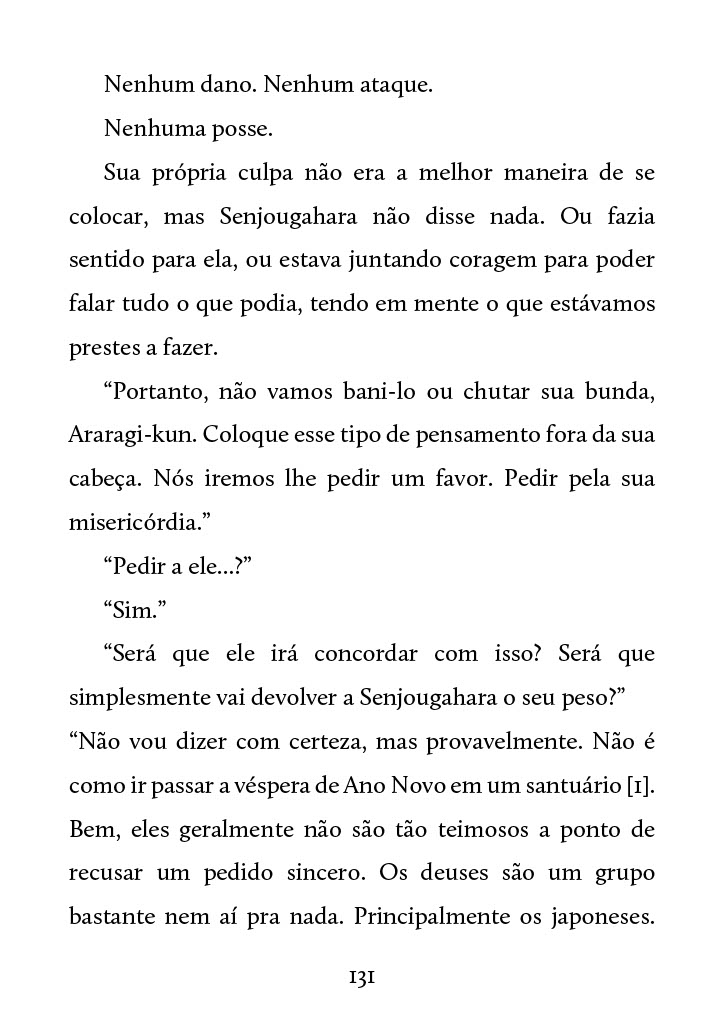 Nenhum dano. Nenhum ataque.
Nenhuma posse.
Sua própria culpa não era a melhor maneira de se
colocar, mas Senjougahara não disse nada. Ou fazia
sentido para ela, ou estava juntando coragem para poder
falar tudo o que podia, tendo em mente o que estávamos
prestes a fazer.
“Portanto, não vamos bani-lo ou chutar sua bunda,
Araragi-kun. Coloque esse tipo de pensamento fora da sua
cabeça. Nós iremos lhe pedir um favor. Pedir pela sua
misericórdia.”
“Pedir a ele...?”
“Sim.”
“Será que ele irá concordar com isso? Será que
simplesmente vai devolver a Senjougahara o seu peso?”
“Não vou dizer com certeza, mas provavelmente. Não é
como ir passar a véspera de Ano Novo em um santuário [1].
Bem, eles geralmente não são tão teimosos a ponto de
recusar um pedido sincero. Os deuses são um grupo
bastante nem aí pra nada. Principalmente os japoneses.
131